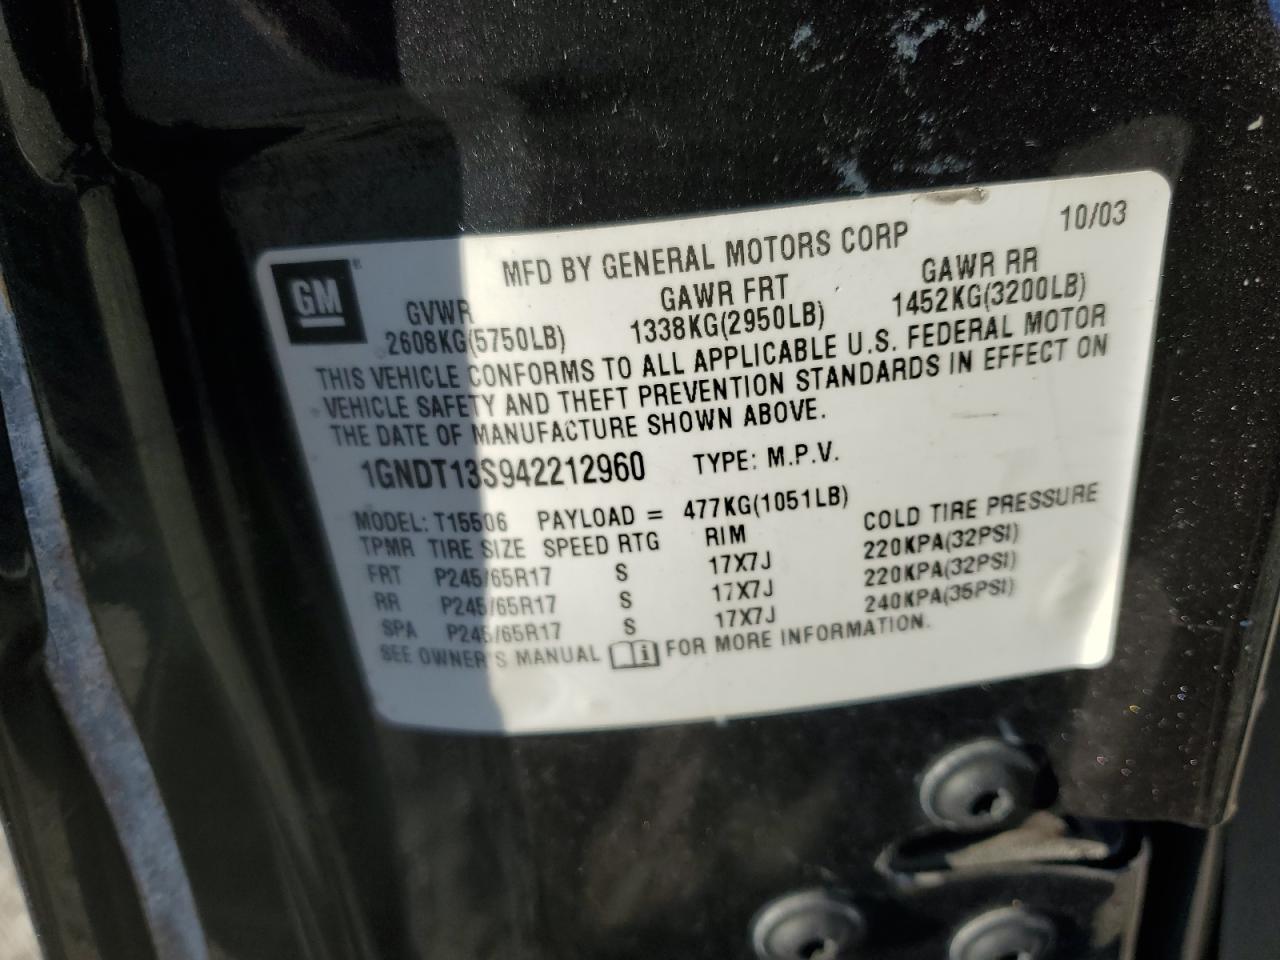 10/03
GM®
MFD BY GENERAL MOTORS CORP
GVWR GAWR FRT GAWR RR
2608KG(5750LB) 1338KG(2950LB) 1452KG(3200LB)
THIS VEHICLE CONFORMS TO ALL APPLICABLE U.S. FEDERAL MOTOR
VEHICLE SAFETY AND THEFT PREVENTION STANDARDS IN EFFECT ON
THE DATE OF MANUFACTURE SHOWN ABOVE.
1GNDT13S942212960 TYPE: M.P.V.
MODEL: T15506 PAYLOAD = 477KG(1051LB)
TPMR TIRE SIZE SPEED RTG RIM COLD TIRE PRESSURE
FRT P245/65R17 S 17X7J 220KPA(32PSI)
RR P245/65R17 S 17X7J 220KPA(32PSI)
SPA P245/65R17 S 17X7J 240KPA(35PSI)
SEE OWNER'S MANUAL i FOR MORE INFORMATION.